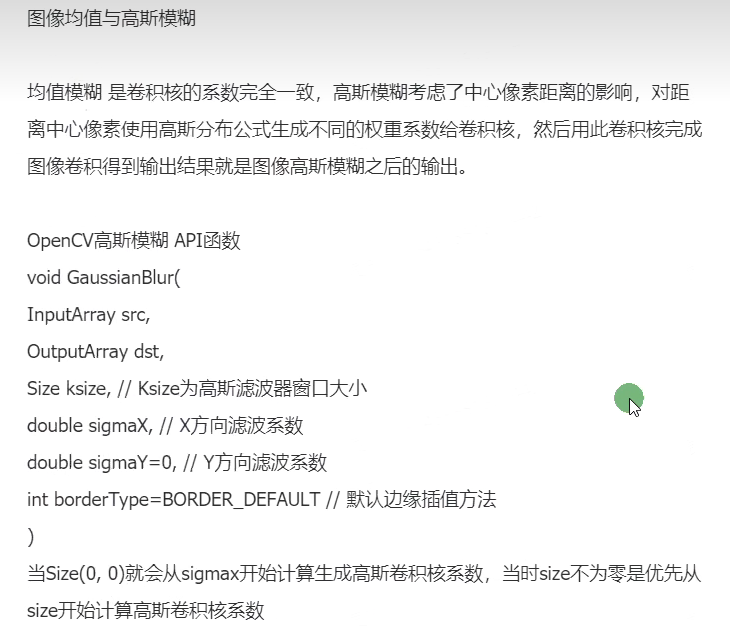 图像均值与高斯模糊
均值模糊 是卷积核的系数完全一致，高斯模糊考虑了中心像素距离的影响，对距
离中心像素使用高斯分布公式生成不同的权重系数给卷积核，然后用此卷积核完成
图像卷积得到输出结果就是图像高斯模糊之后的输出。
OpenCV高斯模糊 API函数
void GaussianBlur(
InputArray src,
OutputArray dst,
Size ksize, // Ksize为高斯滤波器窗口大小
double sigmaX, // X方向滤波系数
double sigmaY=0, // Y方向滤波系数
int borderType=BORDER_DEFAULT // 默认边缘插值方法
)
当Size(0, 0)就会从sigmax开始计算生成高斯卷积核系数，当时size不为零是优先从
size开始计算高斯卷积核系数